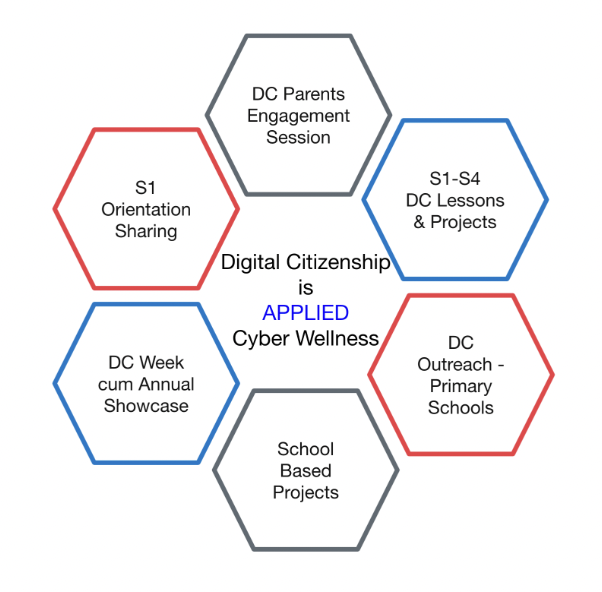 DC Parents
Engagement
Session
S1-S4
DC Lessons
& Projects
DC
Outreach -
Primary
Schools
School
Based
Projects
DC Week
cum Annual
Showcase
S1
Orientation
Sharing
Digital Citizenship
is
APPLIED
Cyber Wellness